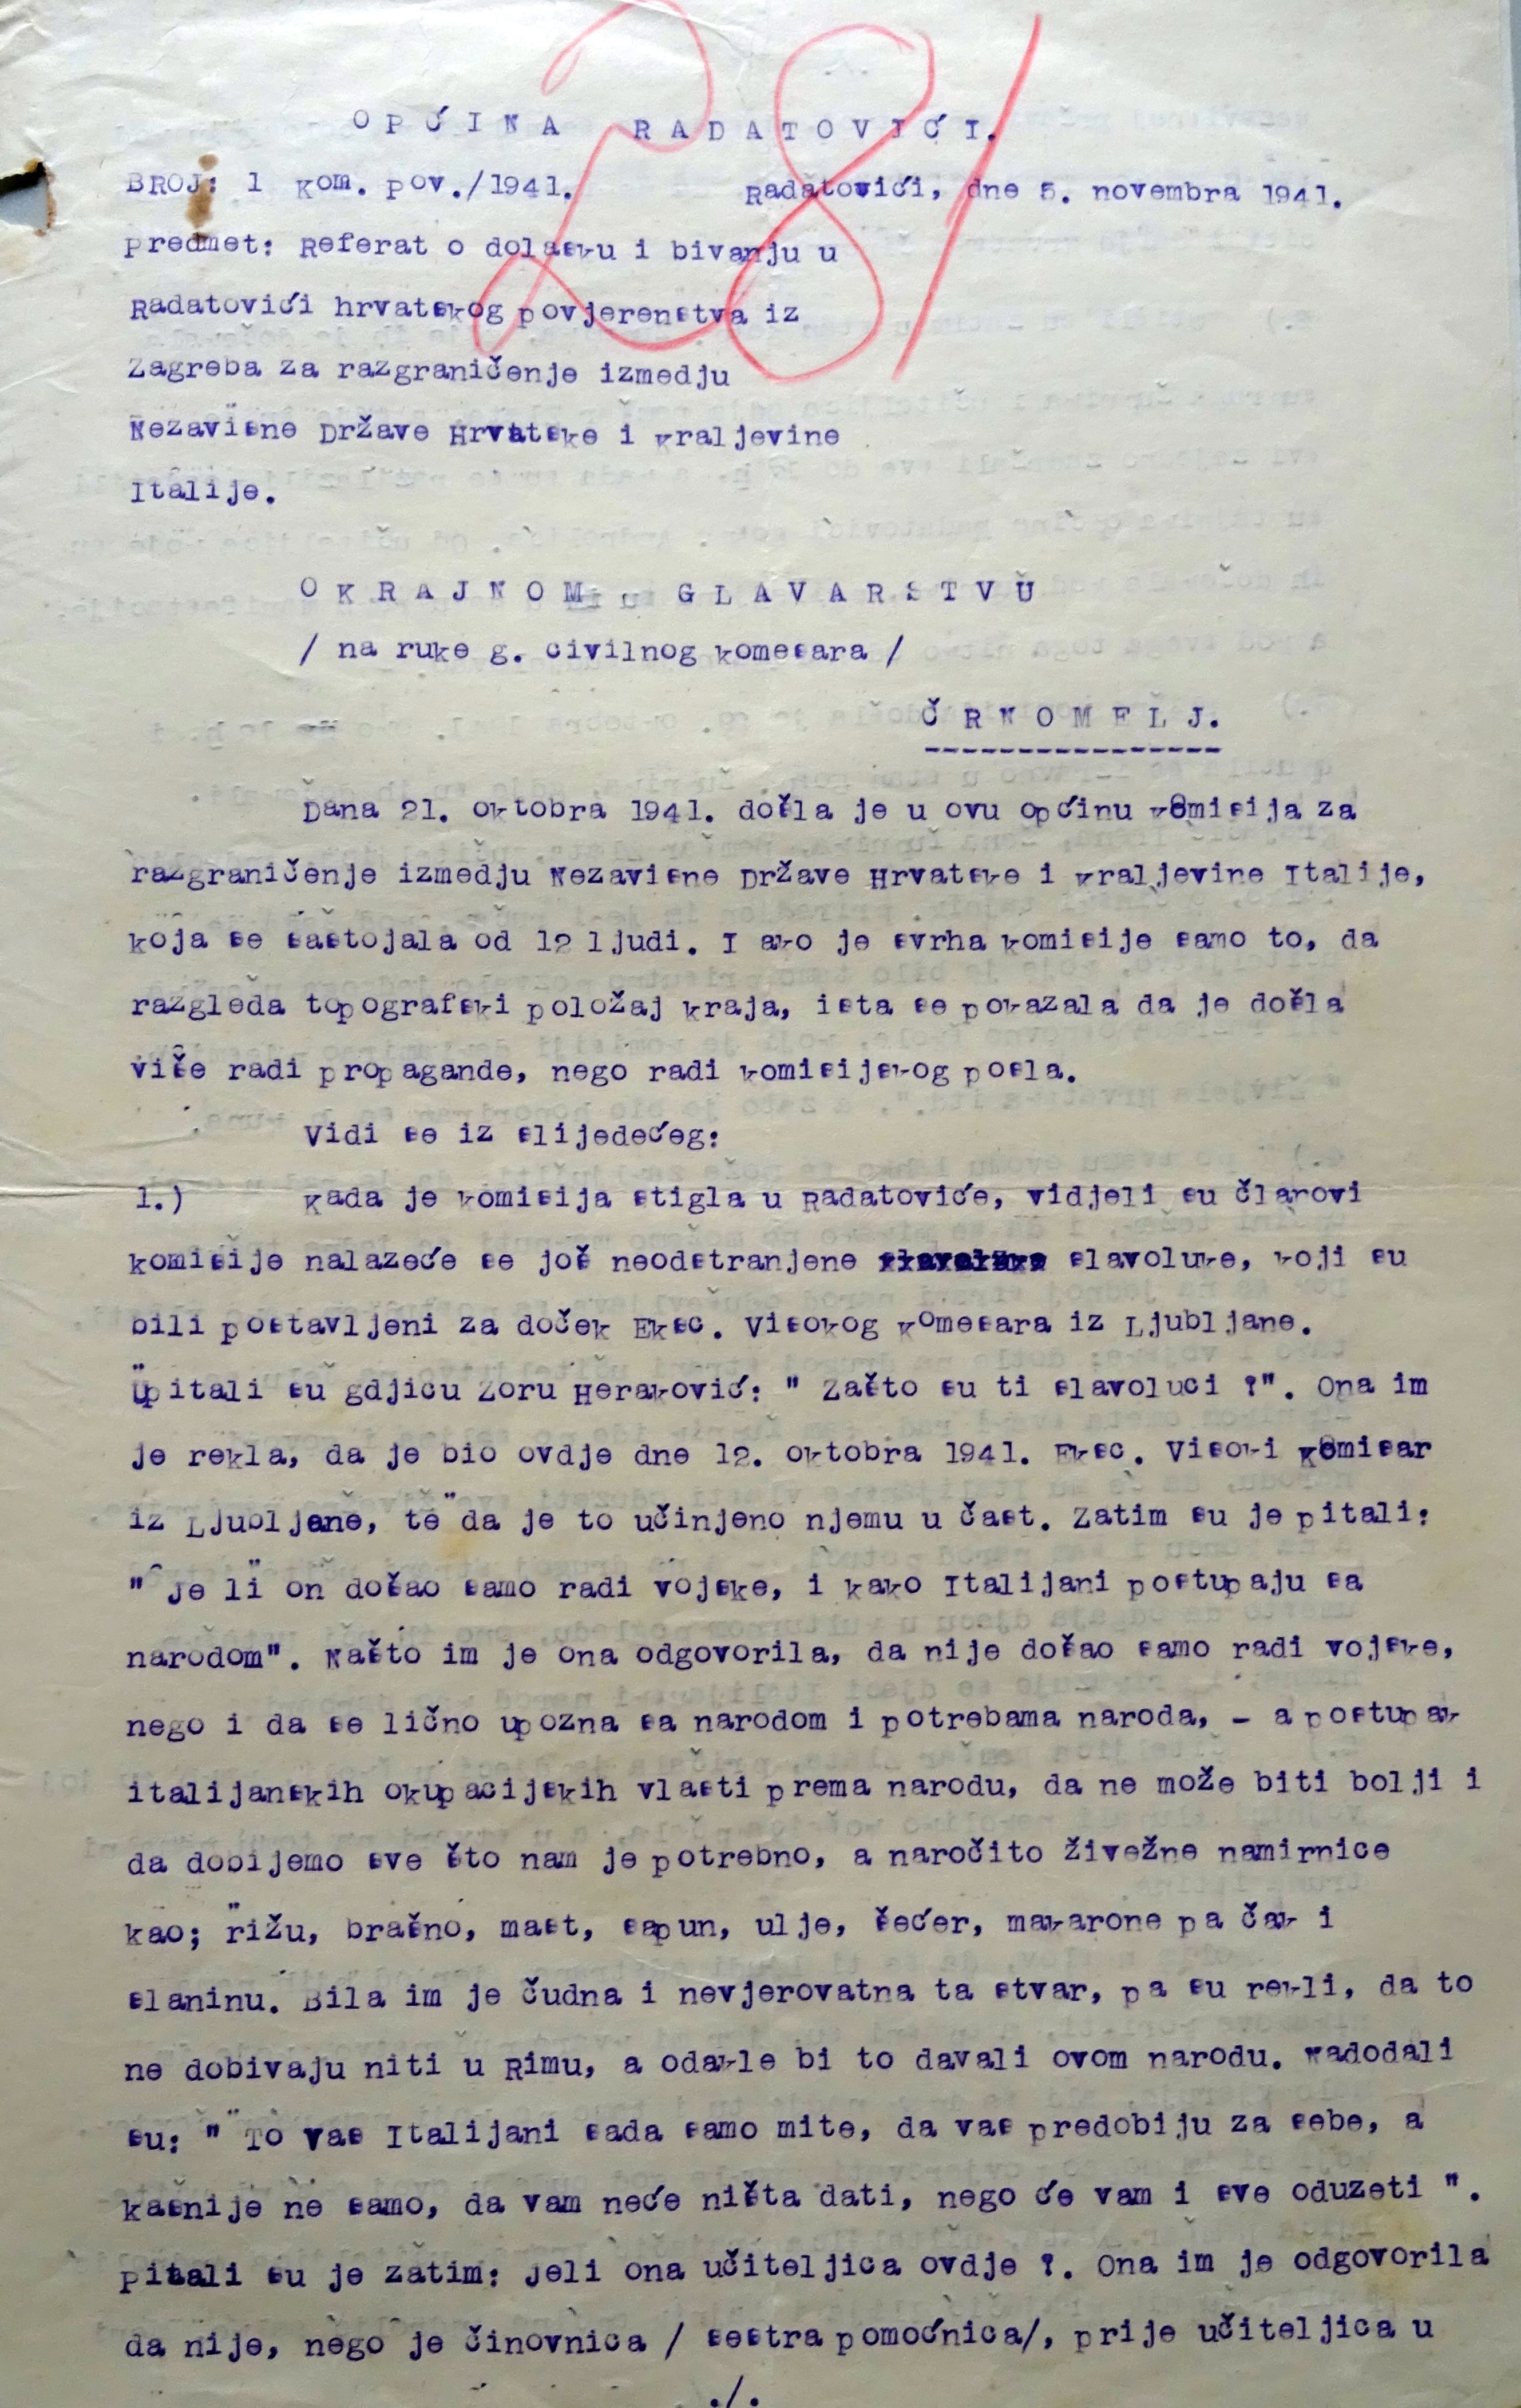 28/
OPĆINA RADATOVIĆI.
BROJ: 1 Kom. pov./1941. Radatovići, dne 5. novembra 1941.
Predmet: Referat o dolasku i bivanju u
Radatovići hrvatskog povjerenstva iz
Zagreba za razgraničenje izmedju
Nezavisne Države Hrvatske i Kraljevine
Italije.
OKRAJNOM GLAVARSTVU
/ na ruke g. civilnog komesara /
ČRNOMELJ.
----------------
Dana 21. oktobra 1941. došla je u ovu općinu komisija za
razgraničenje izmedju Nezavisne Države Hrvatske i Kraljevine Italije,
koja se sastojala od 12 ljudi. I ako je svrha komisije samo to, da
razgleda topografski položaj kraja, ista se pokazala da je došla
više radi propagande, nego radi komisijskog posla.
Vidi se iz slijedećeg:
1.) Kada je komisija stigla u Radatoviće, vidjeli su članovi
komisije nalazeće se još neodstranjene slavoluke, koji su
bili postavljeni za doček Eksc. Visokog Komesara iz Ljubljane.
Upitali su gdjicu Zoru Heraković: " Zašto su ti slavoluci ?". Ona im
je rekla, da je bio ovdje dne 12. oktobra 1941. Eksc. Visoki Komisar
iz Ljubljane, te da je to učinjeno njemu u čast. Zatim su je pitali:
" Je li on došao samo radi vojske, i kako Italijani postupaju sa
narodom". Našto im je ona odgovorila, da nije došao samo radi vojske,
nego i da se lično upozna sa narodom i potrebama naroda, - a postupak
italijanskih okupacijskih vlasti prema narodu, da ne može biti bolji i
da dobijemo sve što nam je potrebno, a naročito živežne namirnice
kao; rižu, brašno, mast, sapun, ulje, šećer, makarone pa čak i
slaninu. Bila im je čudna i nevjerovatna ta stvar, pa su rekli, da to
ne dobivaju niti u Rimu, a odakle bi to davali ovom narodu. Nadodali
su: " To vas Italijani sada samo mite, da vas predobiju za sebe, a
kasnije ne samo, da vam neće ništa dati, nego će vam i sve oduzeti ".
Pitali su je zatim: Jeli ona učiteljica ovdje ?. Ona im je odgovorila
da nije, nego je činovnica / sestra pomoćnica/, prije učiteljica u
./.